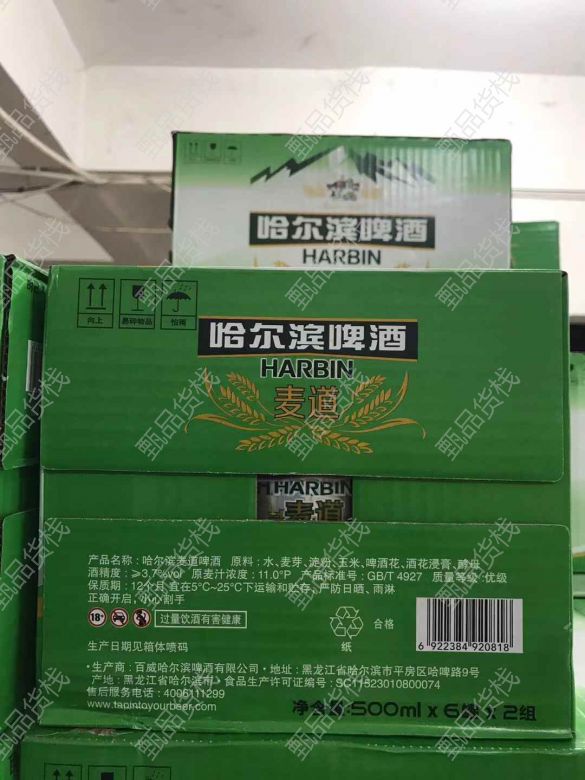 哈尔滨啤酒
HARBIN
向上
易碎物品
怕雨
哈尔滨啤酒
HARBIN
麦道
HARBIN
麦道
产品名称：哈尔滨麦道啤酒 原料：水、麦芽、淀粉、玉米、啤酒花、酒花浸膏、酵母
酒精度：≥3.7%vol 原麦汁浓度：11.0°P 产品标准号：GB/T 4927 质量等级：优级
保质期：12个月 宜在5°C~25°C下运输和贮存、严防日晒、雨淋
正确开启，小心割手
18+
过量饮酒有害健康
纸
合格
6 922384 920818
生产日期见箱体喷码
·生产商：百威哈尔滨啤酒有限公司·地址：黑龙江省哈尔滨市平房区哈啤路9号
产地：黑龙江省哈尔滨市·食品生产许可证编号：SC11523010800074
售后服务电话：4006111299
www.tapintoyourbeer.com
净含量:500ml x 6罐 x 2组
甄品货栈